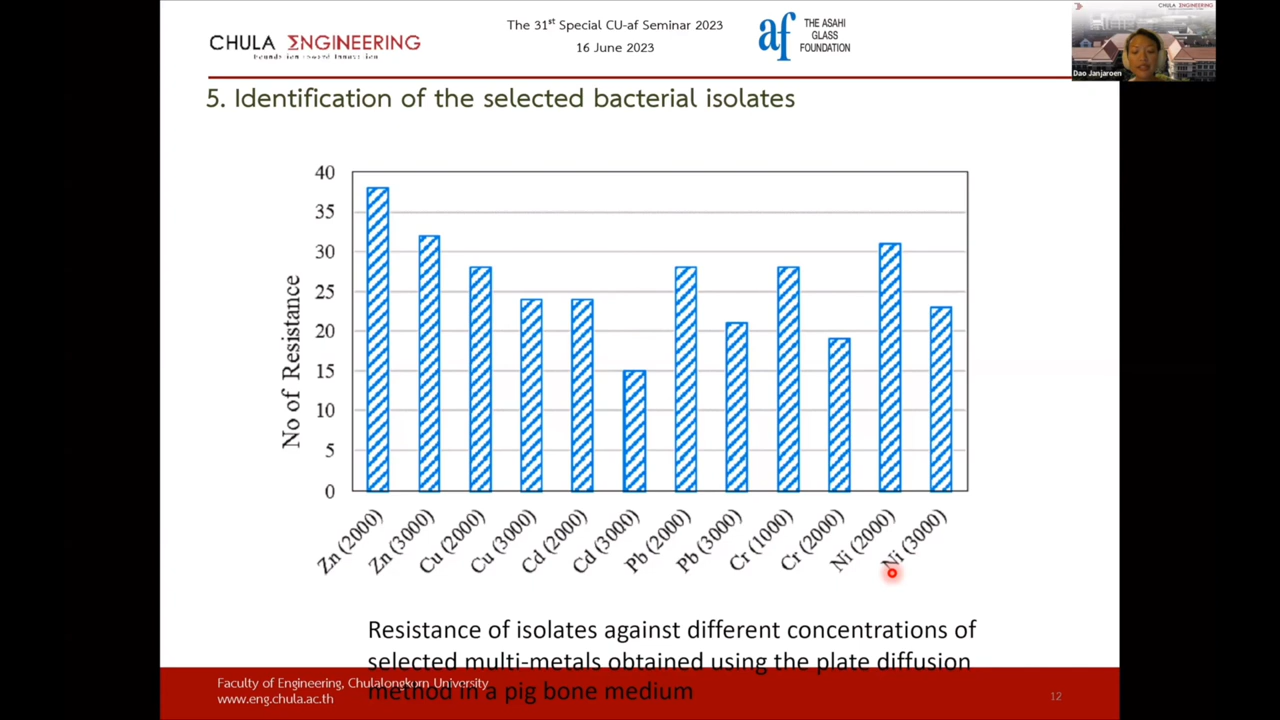 CHULA ΣNGINEERING
Foundation toward Innovation
The 31st Special CU-af Seminar 2023
16 June 2023
af
THE ASAHI
GLASS
FOUNDATION
CHULA ΣNGINEERING
Dao Janjaroen
5. Identification of the selected bacterial isolates
No of Resistance
40
35
30
25
20
15
10
5
0
Zn (2000)
Zn (3000)
Cu (2000)
Cu (3000)
Cd (2000)
Cd (3000)
Pb (2000)
Pb (3000)
Cr (1000)
Cr (2000)
Ni (2000)
Ni (3000)
Resistance of isolates against different concentrations of
selected multi-metals obtained using the plate diffusion
method in a pig bone medium
Faculty of Engineering, Chulalongkorn University
www.eng.chula.ac.th
12